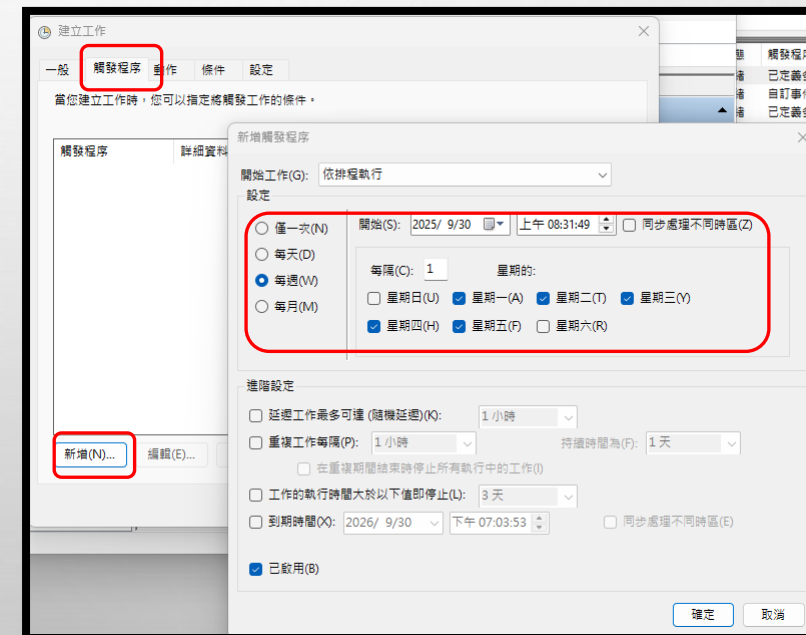 建立工作
一般 觸發程序 動作 條件 設定
當您建立工作時，您可以指定將觸發工作的條件。
觸發程序 詳細資料
新增(N)... 編輯(E)...
觸發程序
已定義
自訂事件
已定義
新增觸發程序
開始工作(G): 依排程執行
設定
僅一次(N)
每天(D)
每週(W)
每月(M)
開始(S): 2025/ 9/30 上午 08:31:49 同步處理不同時區(Z)
每隔(C): 1 星期的:
星期日(U) 星期一(A) 星期二(T) 星期三(Y)
星期四(H) 星期五(F) 星期六(R)
進階設定
延遲工作最多可達 (隨機延遲)(K): 1 小時
重複工作每隔(P): 1 小時 持續時間為(F): 1 天
在重複期間結束時停止所有執行中的工作(I)
工作的執行時間大於以下值即停止(L): 3 天
到期時間(X): 2026/ 9/30 下午 07:03:53 同步處理不同時區(E)
已啟用(B)
確定 取消